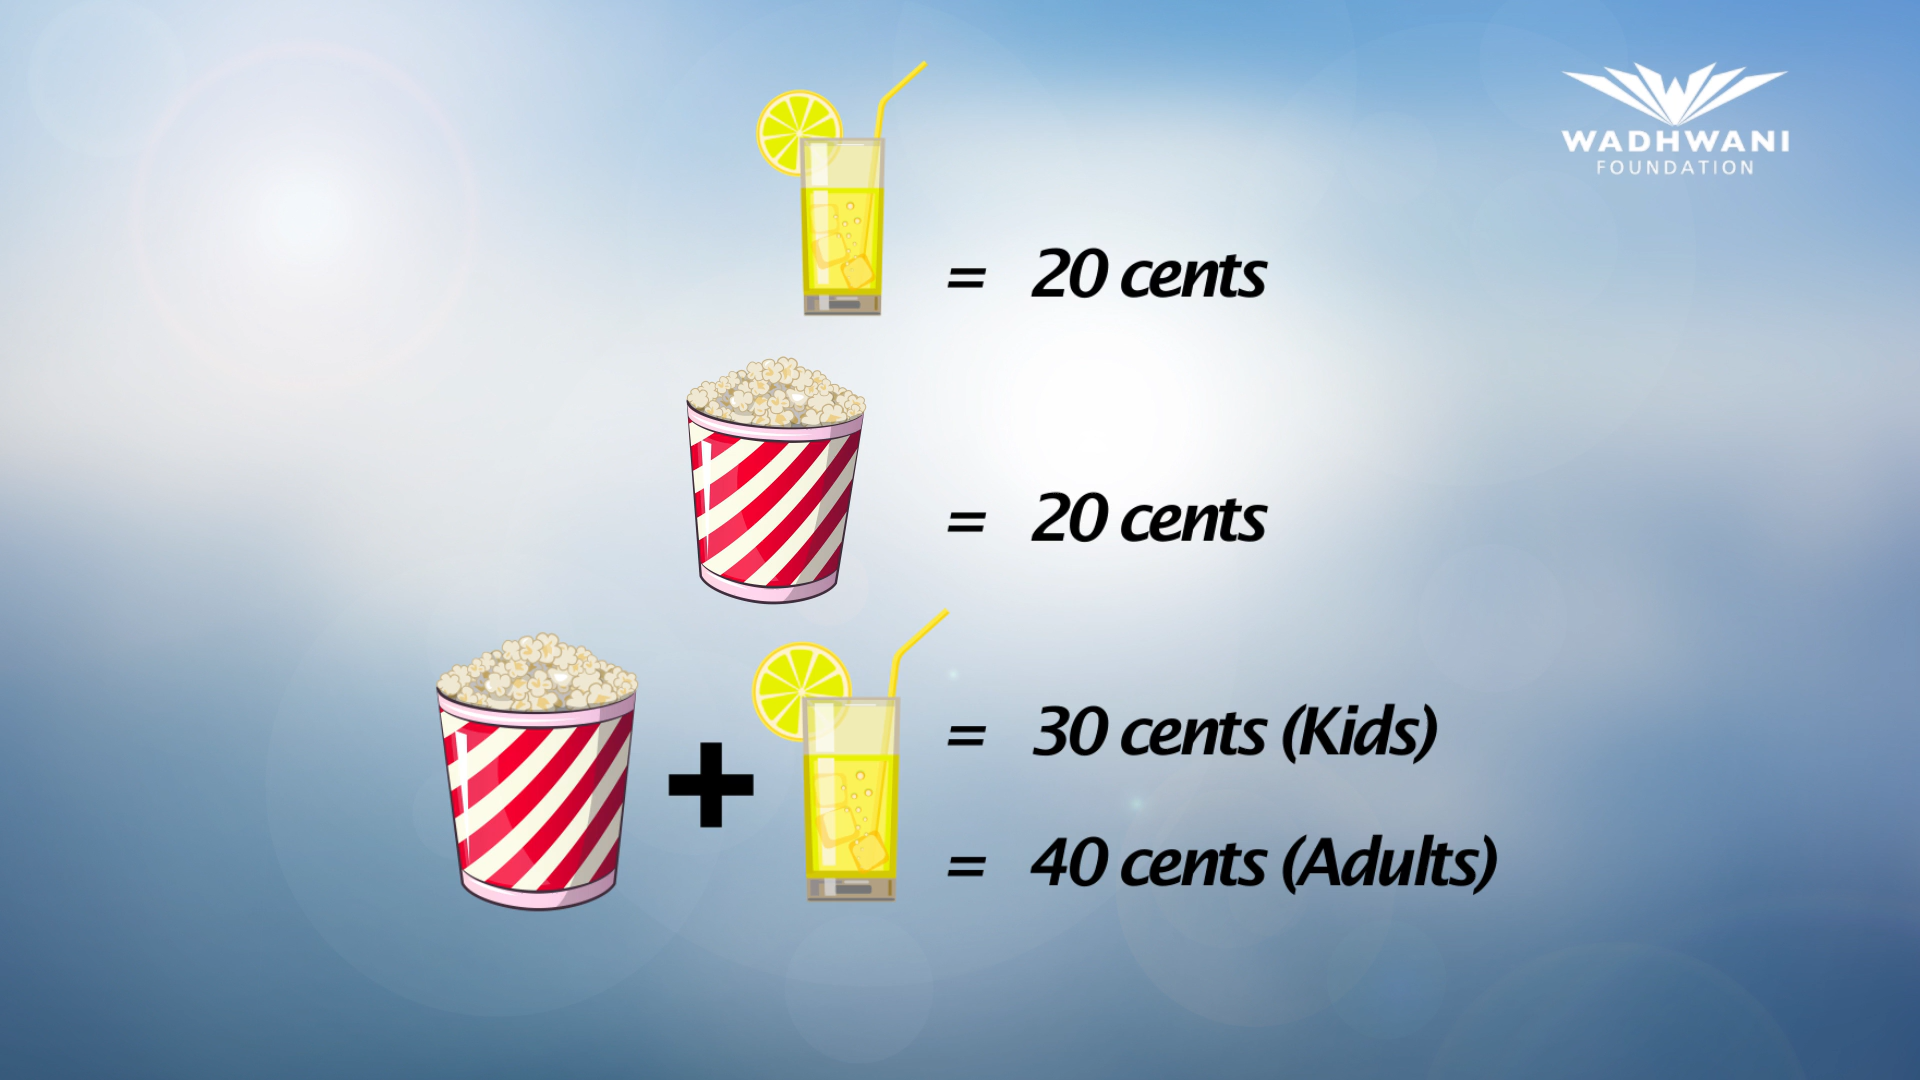 WADHWANI
FOUNDATION
= 20 cents
= 20 cents
+ = 30 cents (Kids)
= 40 cents (Adults)